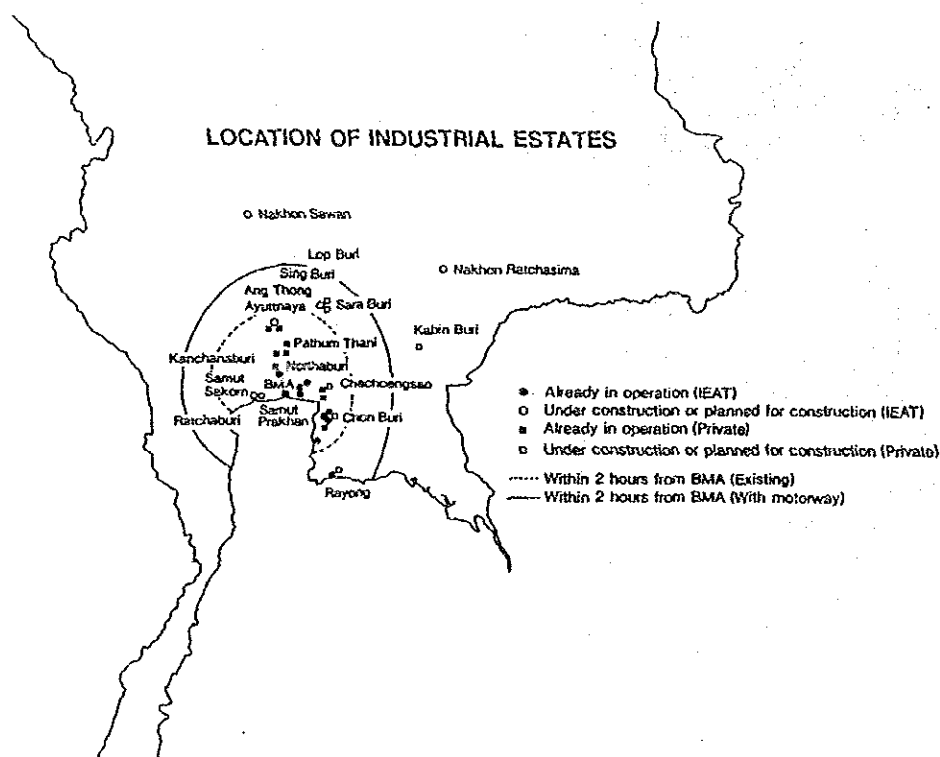 LOCATION OF INDUSTRIAL ESTATES
Nakhon Sawan
Lop Buri
Sing Buri
Nakhon Ratchasima
Ang Thong
Sara Buri
Ayuttnaya
Kabin Buri
Pathum Thani
Kanchanaburi
Northaburi
Samut
Sakorn
BMA
Chachoengsao
Ratchaburi
Samut
Prakhan
Chon Buri
Rayong
Already in operation (IEAT)
Under construction or planned for construction (IEAT)
Already in operation (Private)
Under construction or planned for construction (Private)
Within 2 hours from BMA (Existing)
Within 2 hours from BMA (With motorway)